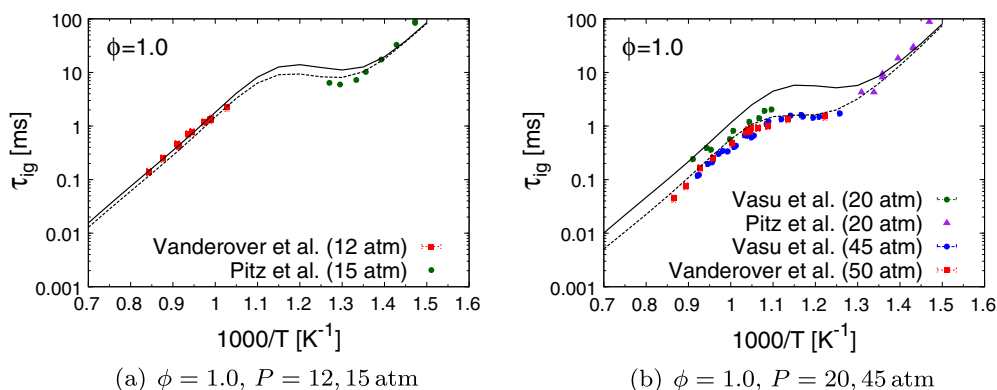 100
10
1
0.1
0.01
0.001
τig [ms]
ϕ=1.0
Vanderover et al. (12 atm)
Pitz et al. (15 atm)
0.7 0.8 0.9 1 1.1 1.2 1.3 1.4 1.5 1.6
1000/T [K-1]
(a) ϕ = 1.0, P = 12, 15 atm
100
10
1
0.1
0.01
0.001
τig [ms]
ϕ=1.0
Vasu et al. (20 atm)
Pitz et al. (20 atm)
Vasu et al. (45 atm)
Vanderover et al. (50 atm)
0.7 0.8 0.9 1 1.1 1.2 1.3 1.4 1.5 1.6
1000/T [K-1]
(b) ϕ = 1.0, P = 20, 45 atm